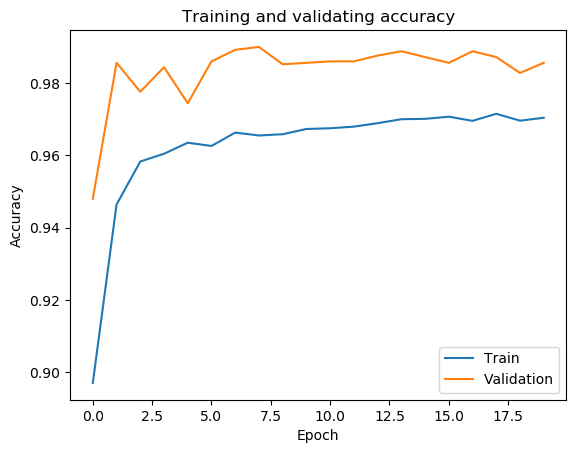 Training and validating accuracy
Accuracy
0.98
0.96
0.94
0.92
0.90
Train
Validation
0.0 2.5 5.0 7.5 10.0 12.5 15.0 17.5
Epoch